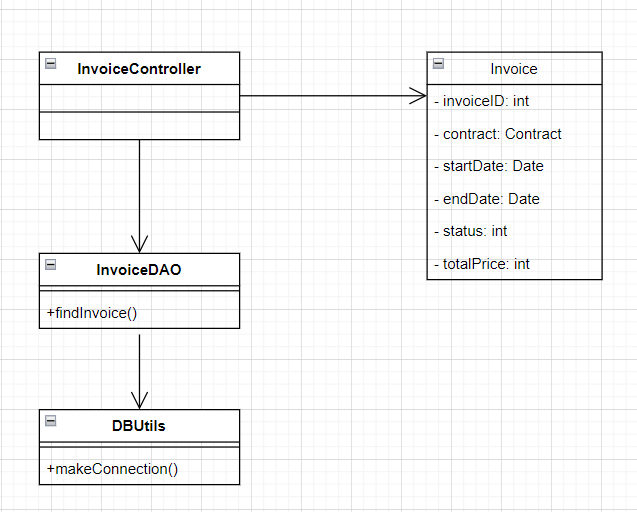 InvoiceController
Invoice
- invoiceID: int
- contract: Contract
- startDate: Date
- endDate: Date
- status: int
- totalPrice: int
InvoiceDAO
+findInvoice()
DBUtils
+makeConnection()